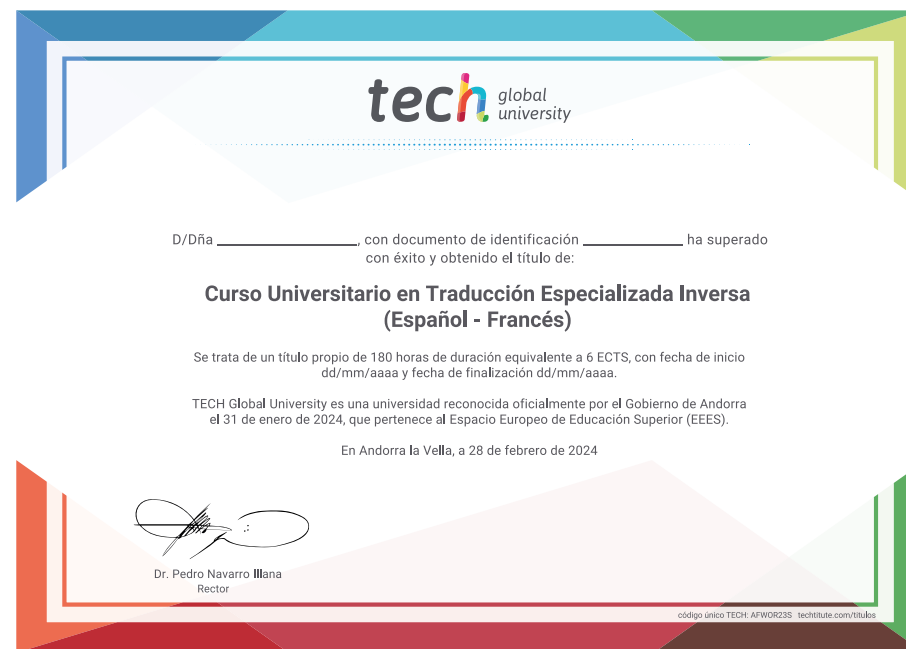 tech global university
D/Dña ____________________, con documento de identificación ______________ ha superado
con éxito y obtenido el título de:
Curso Universitario en Traducción Especializada Inversa
(Español - Francés)
Se trata de un título propio de 180 horas de duración equivalente a 6 ECTS, con fecha de inicio
dd/mm/aaaa y fecha de finalización dd/mm/aaaa.
TECH Global University es una universidad reconocida oficialmente por el Gobierno de Andorra
el 31 de enero de 2024, que pertenece al Espacio Europeo de Educación Superior (EEES).
En Andorra la Vella, a 28 de febrero de 2024
Dr. Pedro Navarro Illana
Rector
código único TECH: AFWOR23S techtitute.com/titulos